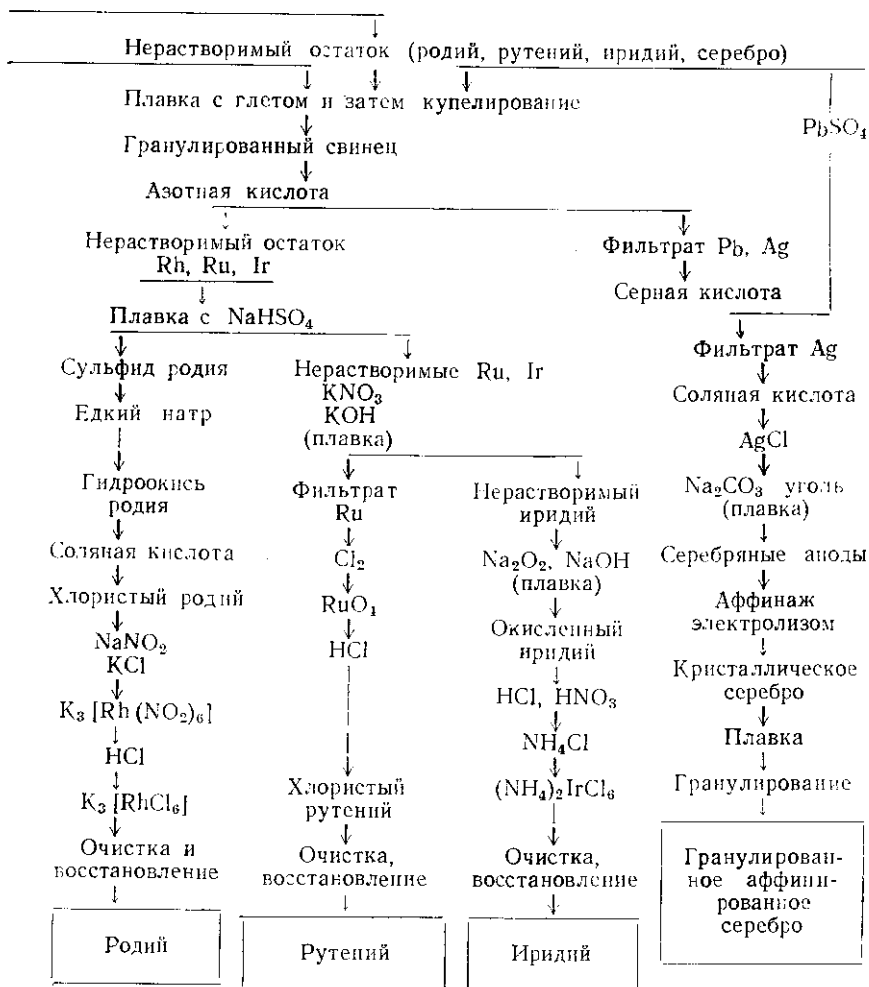 Нерастворимый остаток (родий, рутений, иридий, серебро)
Плавка с глетом и затем купелирование
PbSO₄
Гранулированный свинец
Азотная кислота
Нерастворимый остаток
Rh, Ru, Ir
Фильтрат Pb, Ag
Серная кислота
Плавка с NaHSO₄
Сульфид родия
Едкий натр
Гидроокись
родия
Соляная кислота
Хлористый родий
NaNO₂
KCl
K₃ [Rh (NO₂)₆]
HCl
K₃ [RhCl₆]
Очистка и
восстановление
Родий
Нерастворимые Ru, Ir
KNO₃
KOH
(плавка)
Фильтрат
Ru
Cl₂
RuO₄
HCl
Хлористый
рутений
Очистка,
восстановление
Рутений
Нерастворимый
иридий
Na₂O₂, NaOH
(плавка)
Окисленный
иридий
HCl, HNO₃
NH₄Cl
(NH₄)₂IrCl₆
Очистка,
восстановление
Иридий
Фильтрат Ag
Соляная кислота
AgCl
Na₂CO₃ уголь
(плавка)
Серебряные аноды
Аффинаж
электролизом
Кристаллическое
серебро
Плавка
Гранулирование
Гранулирован-
ное аффини-
рованное
серебро